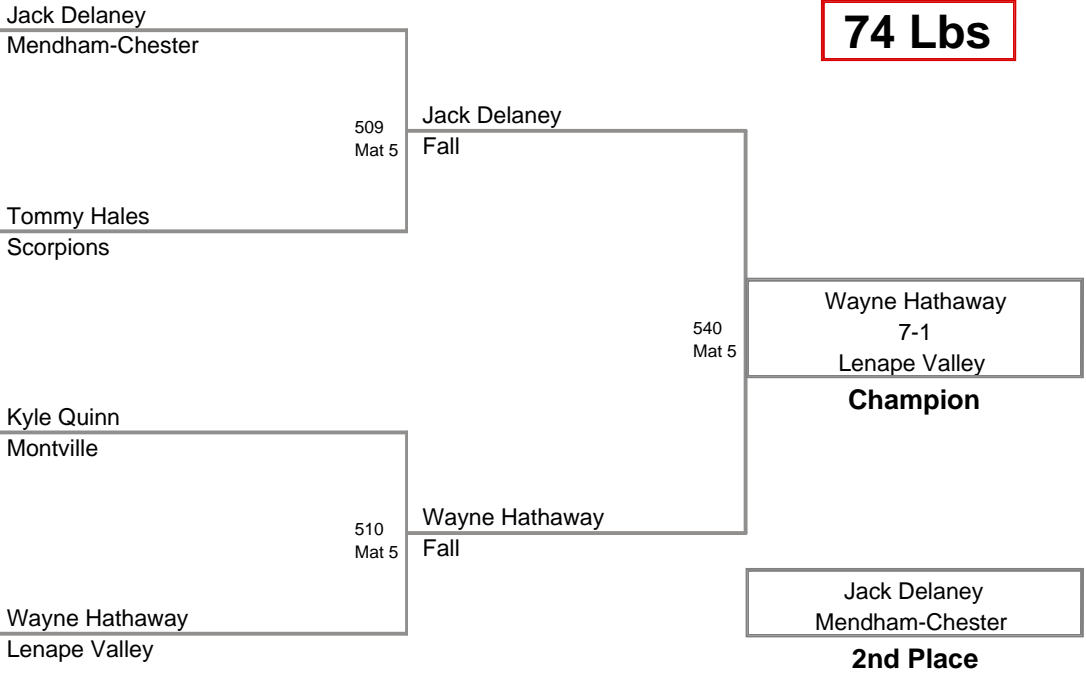 Jack Delaney
Mendham-Chester
74 Lbs
509
Mat 5
Jack Delaney
Fall
Tommy Hales
Scorpions
540
Mat 5
Wayne Hathaway
7-1
Lenape Valley
Champion
Kyle Quinn
Montville
510
Mat 5
Wayne Hathaway
Fall
Wayne Hathaway
Lenape Valley
Jack Delaney
Mendham-Chester
2nd Place